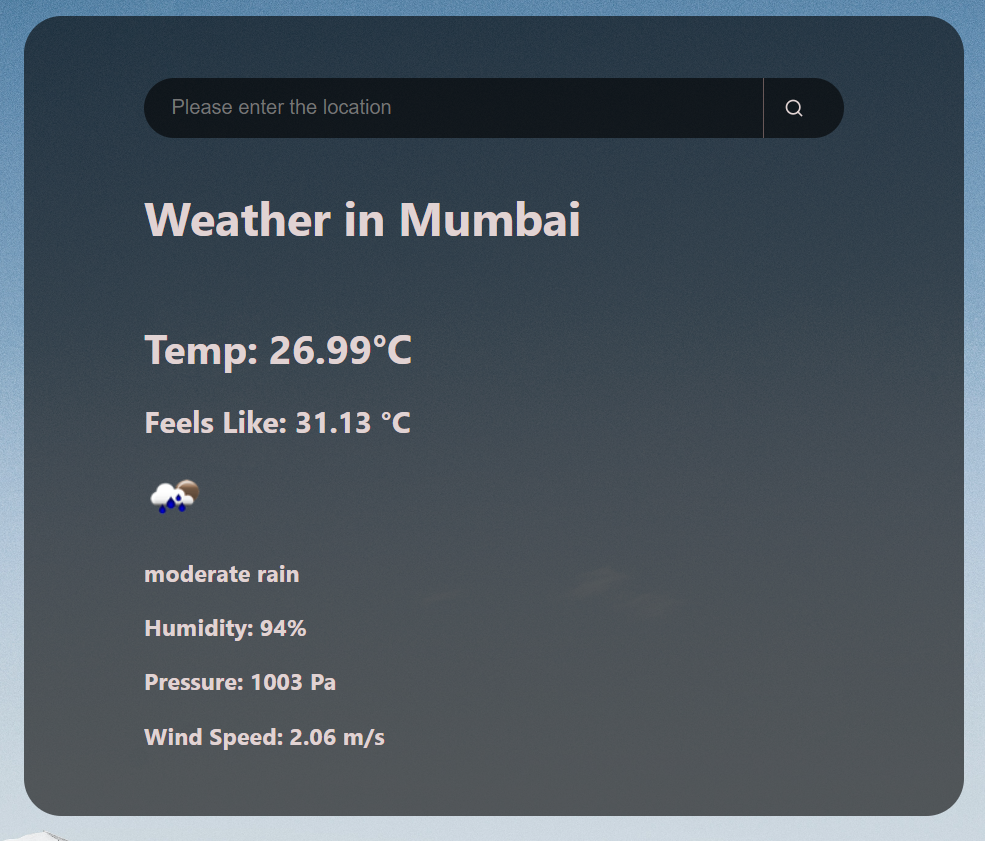 Please enter the location
Weather in Mumbai
Temp: 26.99°C
Feels Like: 31.13 °C
moderate rain
Humidity: 94%
Pressure: 1003 Pa
Wind Speed: 2.06 m/s